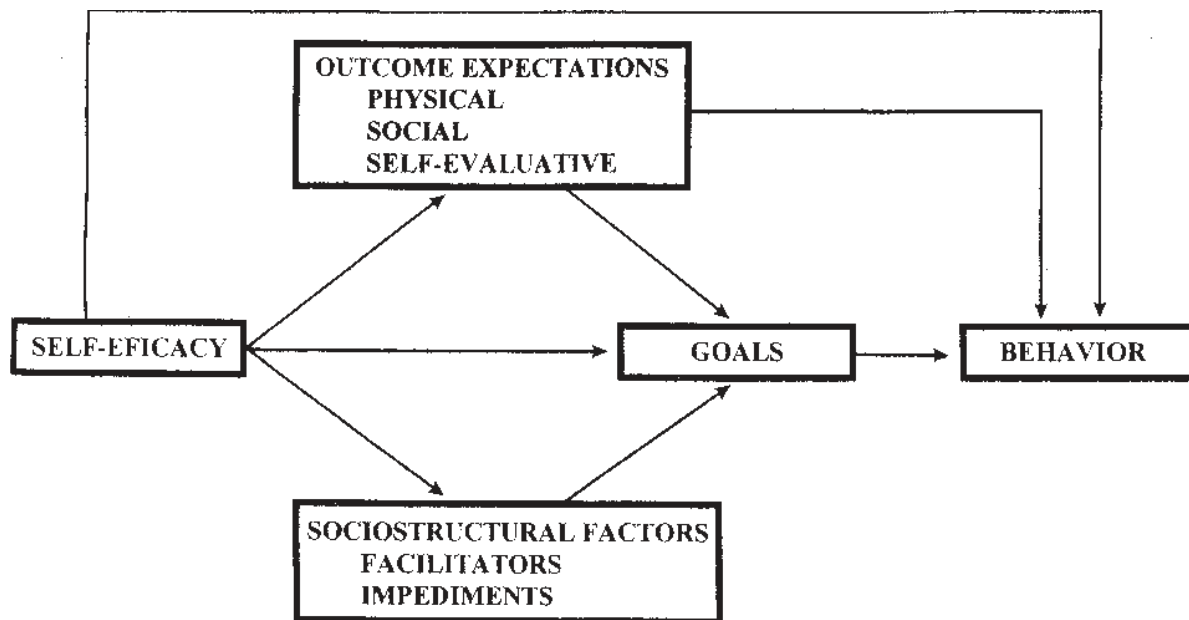 OUTCOME EXPECTATIONS
PHYSICAL
SOCIAL
SELF-EVALUATIVE
SELF-EFICACY
GOALS
BEHAVIOR
SOCIOSTRUCTURAL FACTORS
FACILITATORS
IMPEDIMENTS